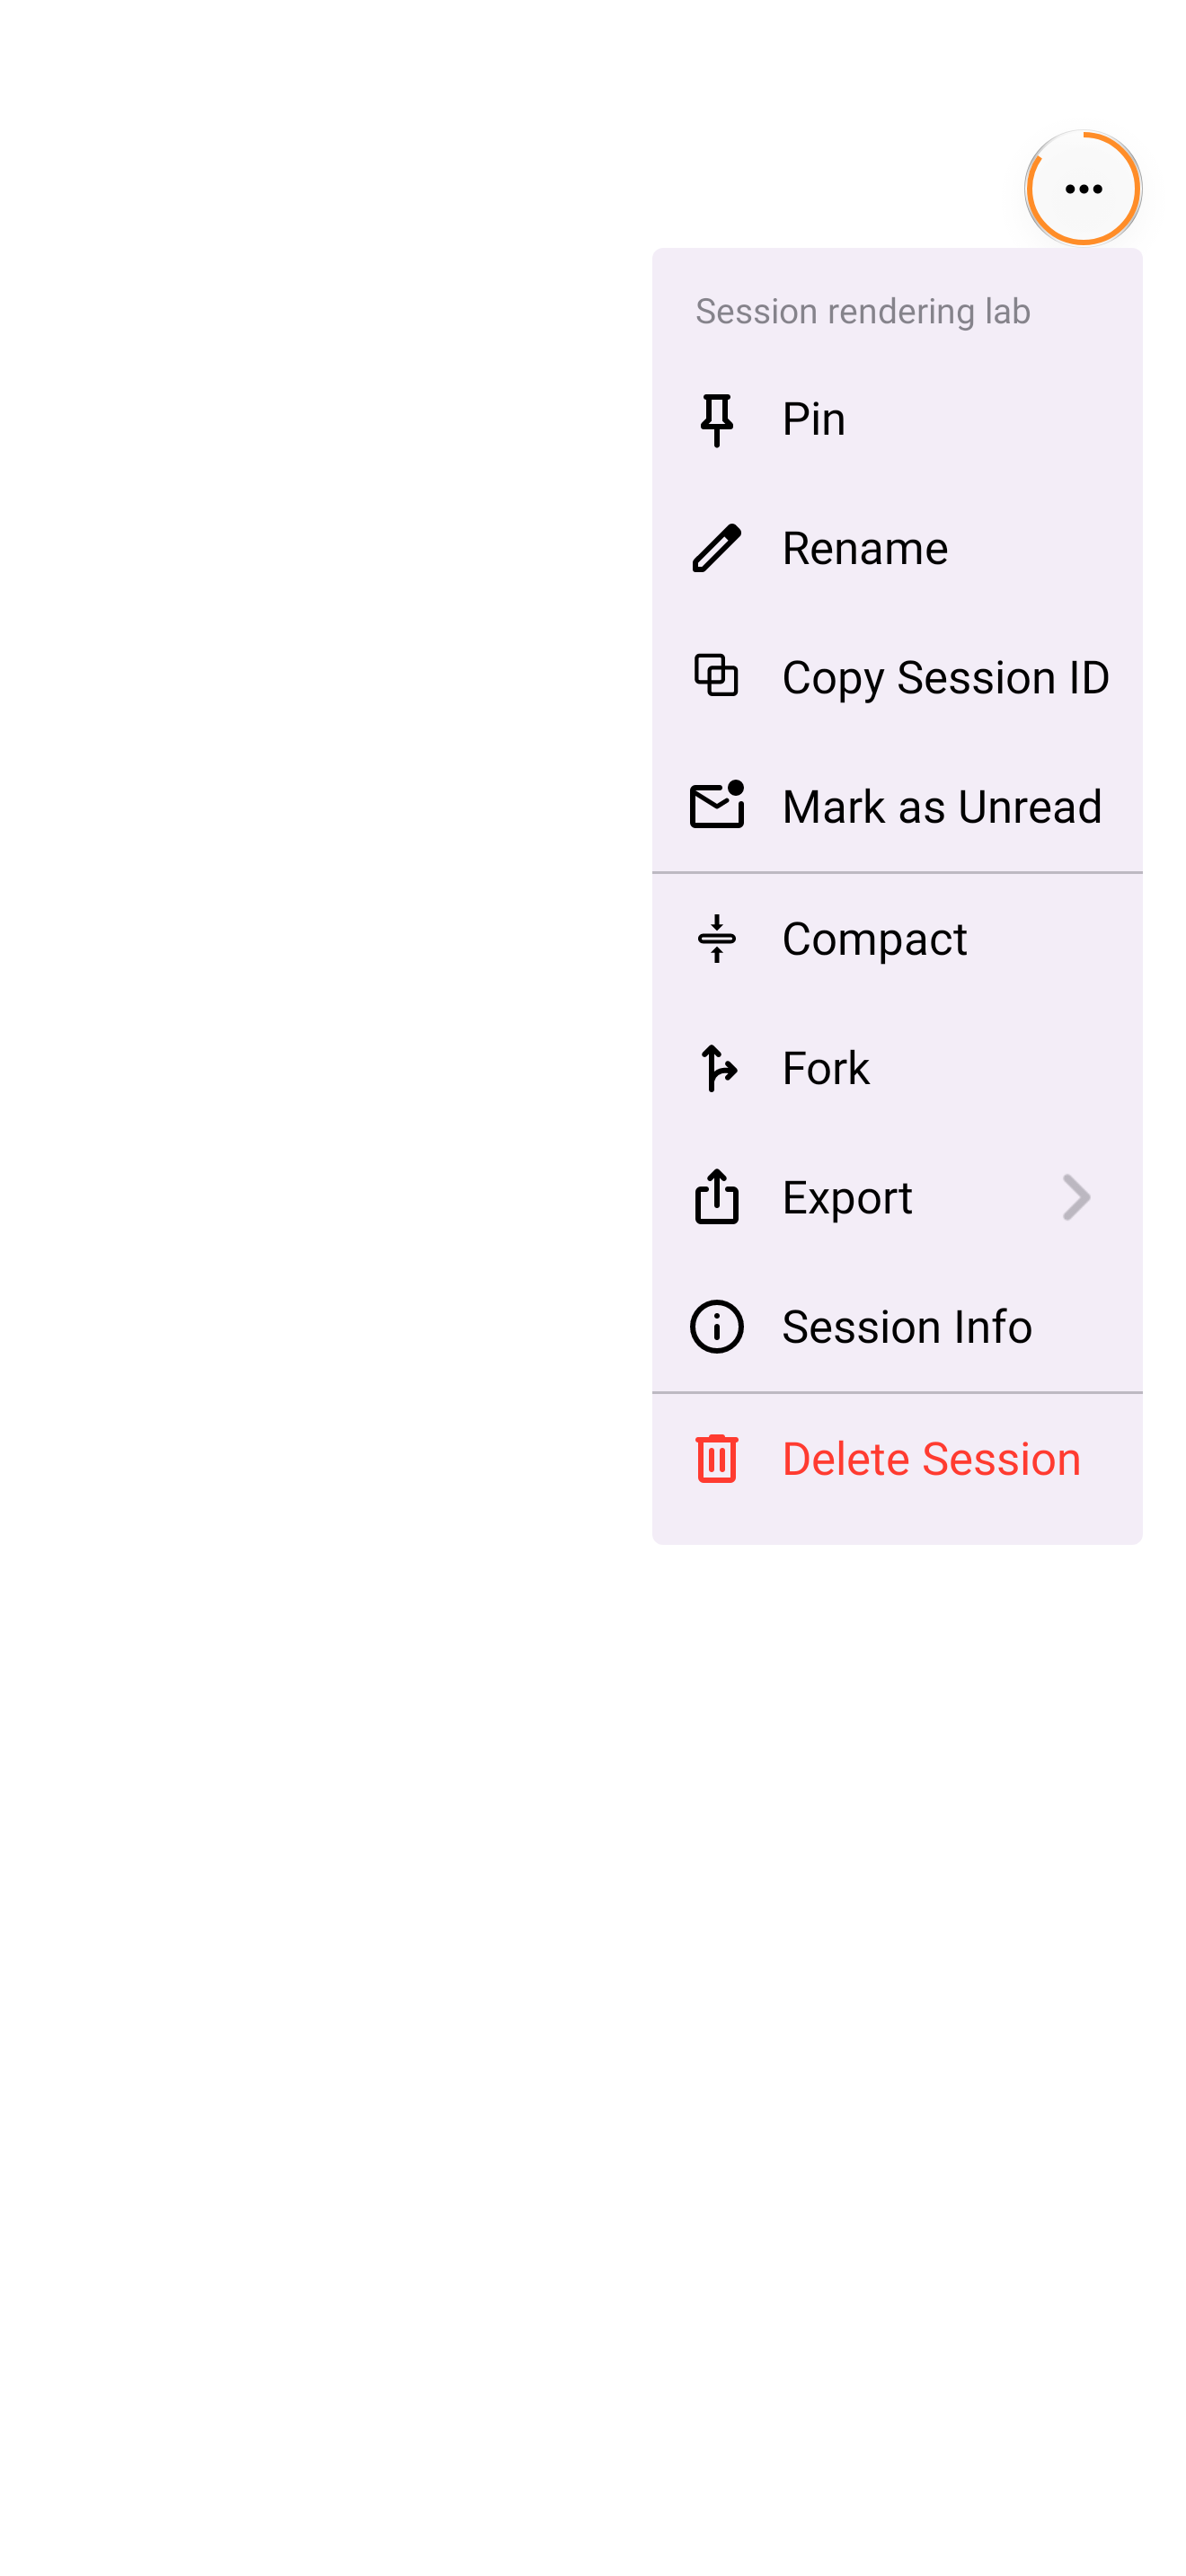 Session rendering lab
Pin
Rename
Copy Session ID
Mark as Unread
Compact
Fork
Export
Session Info
Delete Session